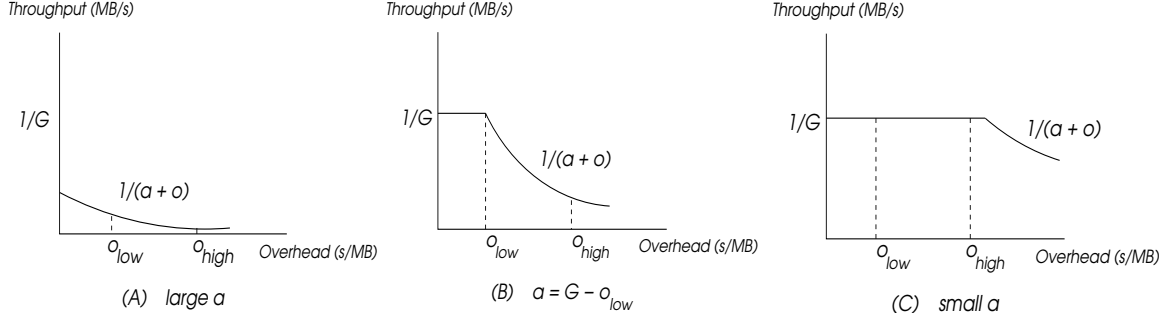 Throughput (MB/s)
1/G
1/(a + o)
o_low
o_high
Overhead (s/MB)
(A) large a
Throughput (MB/s)
1/G
1/(a + o)
o_low
o_high
Overhead (s/MB)
(B) a = G – o_low
Throughput (MB/s)
1/G
1/(a + o)
o_low
o_high
Overhead (s/MB)
(C) small a